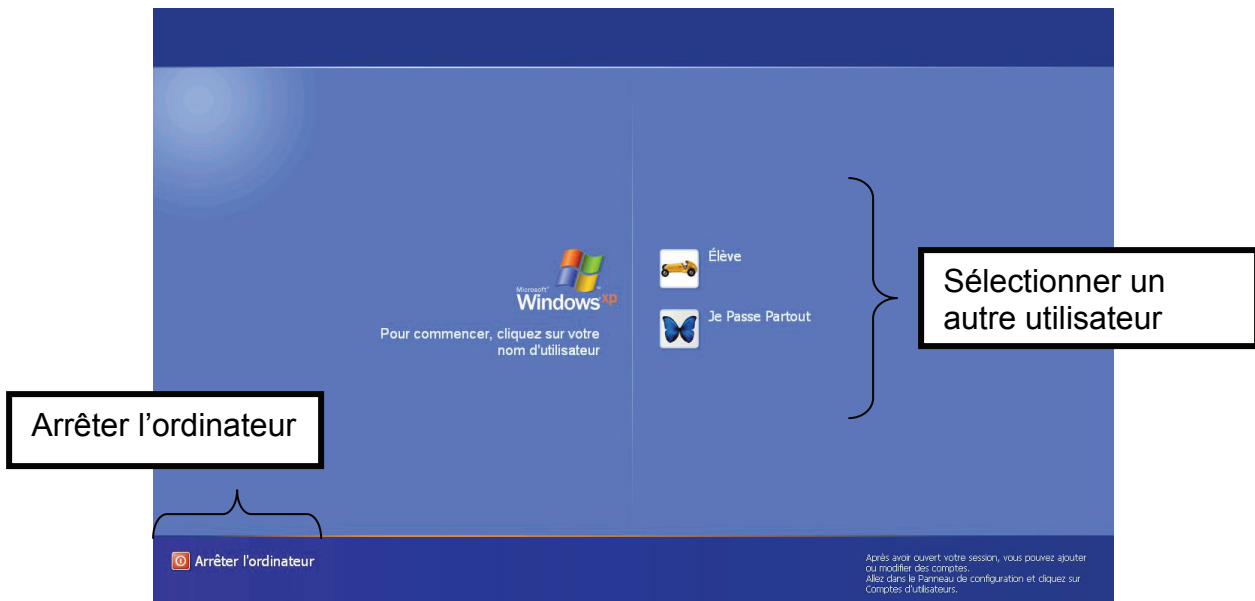 Élève
Microsoft
Windows xp
Je Passe Partout
Pour commencer, cliquez sur votre
nom d'utilisateur
Sélectionner un
autre utilisateur
Arrêter l’ordinateur
Arrêter l'ordinateur
Après avoir ouvert votre session, vous pouvez ajouter
ou modifier des comptes.
Allez dans le Panneau de configuration et cliquez sur
Comptes d'utilisateurs.